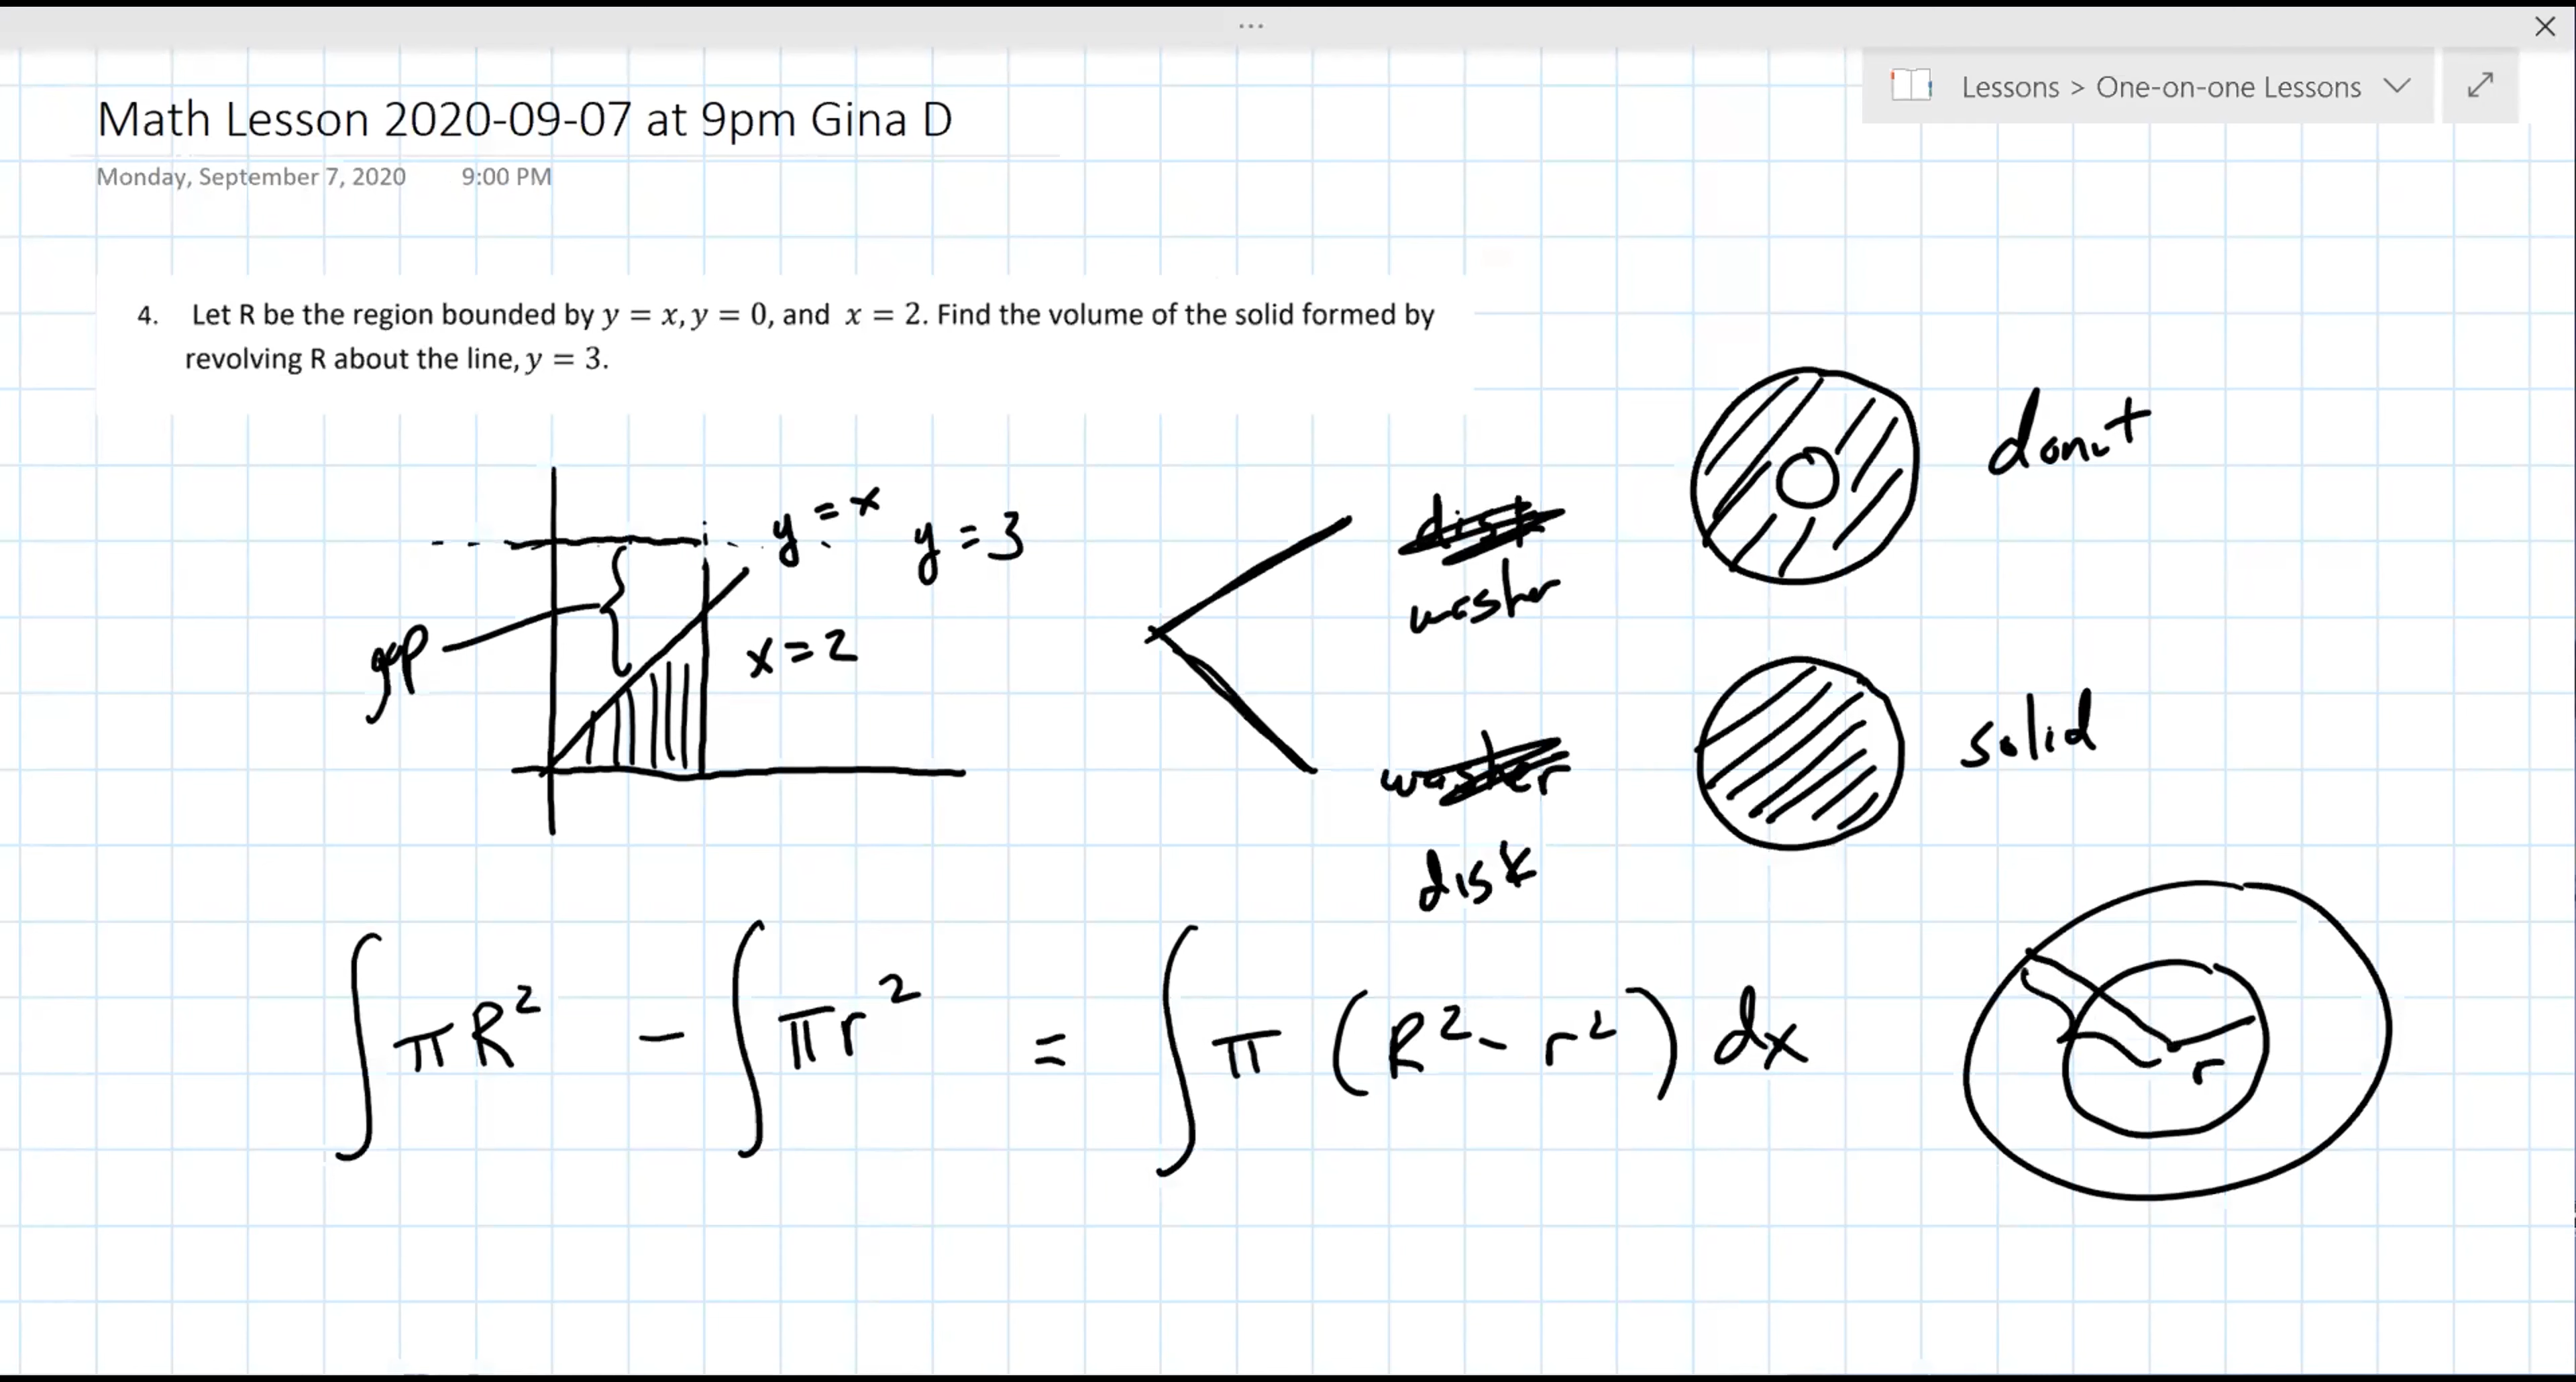 ...
Lessons > One-on-one Lessons
Math Lesson 2020-09-07 at 9pm Gina D
Monday, September 7, 2020 9:00 PM
4. Let R be the region bounded by y = x, y = 0, and x = 2. Find the volume of the solid formed by
revolving R about the line, y = 3.
donut
y = x y = 3
disk
washer
gap
x = 2
solid
washer
disk
∫ πR² - ∫ πr² = ∫ π (R² - r²) dx
r